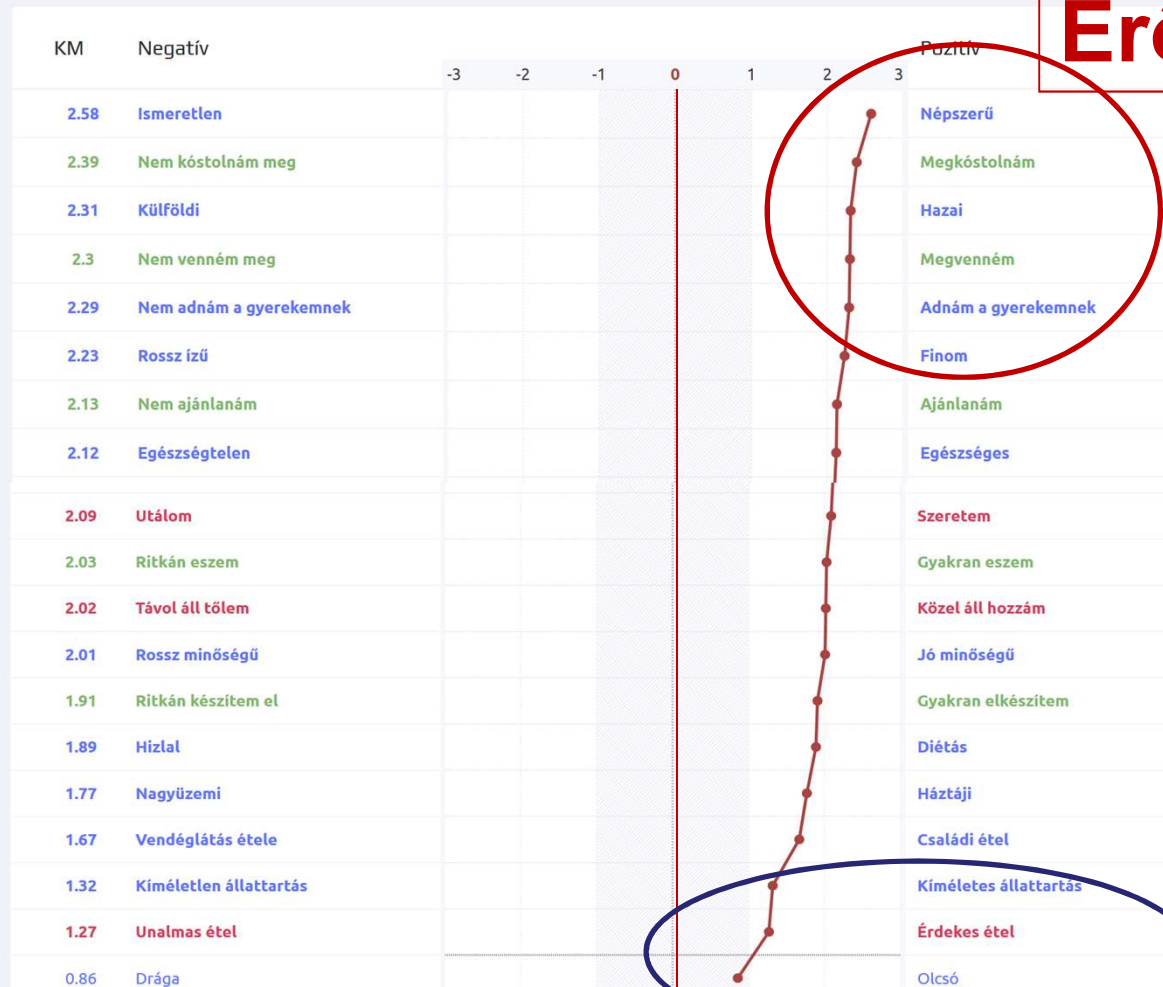 KM Negatív Pozitív
-3 -2 -1 0 1 2 3
2.58 Ismeretlen Népszerű
2.39 Nem kóstolnám meg Megkóstolnám
2.31 Külföldi Hazai
2.3 Nem venném meg Megvenném
2.29 Nem adnám a gyerekemnek Adnám a gyerekemnek
2.23 Rossz ízű Finom
2.13 Nem ajánlanám Ajánlanám
2.12 Egészségtelen Egészséges
2.09 Utálom Szeretem
2.03 Ritkán eszem Gyakran eszem
2.02 Távol áll tőlem Közel áll hozzám
2.01 Rossz minőségű Jó minőségű
1.91 Ritkán készítem el Gyakran elkészítem
1.89 Hizlal Diétás
1.77 Nagyüzemi Háztáji
1.67 Vendéglátás étele Családi étel
1.32 Kíméletlen állattartás Kíméletes állattartás
1.27 Unalmas étel Érdekes étel
0.86 Drága Olcsó